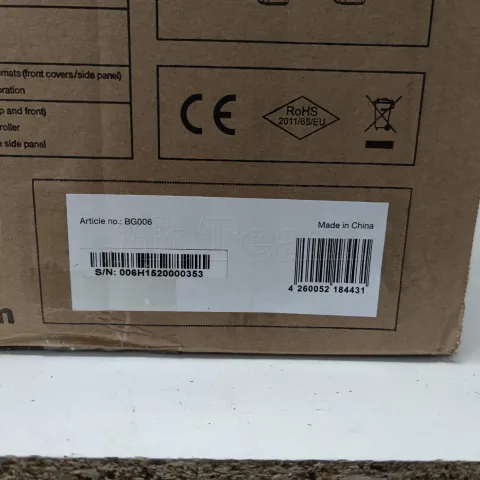 mats (front covers/side panel)
oration
p and front)
roller
e side panel
CE
RoHS
2011/65/EU
Article no.: BG006
Made in China
S/N: 006H1520000353
4 260052 184431
m